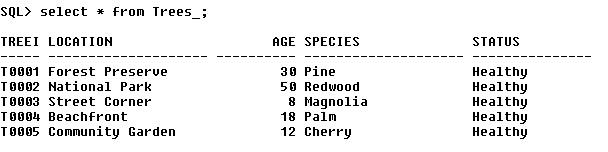 SQL> select * from Trees_;
TREEI LOCATION AGE SPECIES STATUS
----- -------------------- ---------- -------------------- ---------------
T0001 Forest Preserve 30 Pine Healthy
T0002 National Park 50 Redwood Healthy
T0003 Street Corner 8 Magnolia Healthy
T0004 Beachfront 18 Palm Healthy
T0005 Community Garden 12 Cherry Healthy